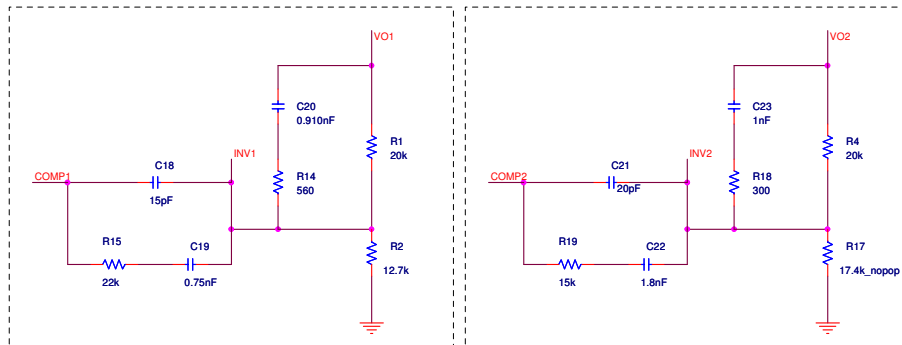 VO1
C20
0.910nF
R1
20k
INV1
C18
COMP1
15pF
R14
560
R15
22k
C19
0.75nF
R2
12.7k
VO2
C23
1nF
R4
20k
INV2
C21
COMP2
20pF
R18
300
R19
15k
C22
1.8nF
R17
17.4k_nopop